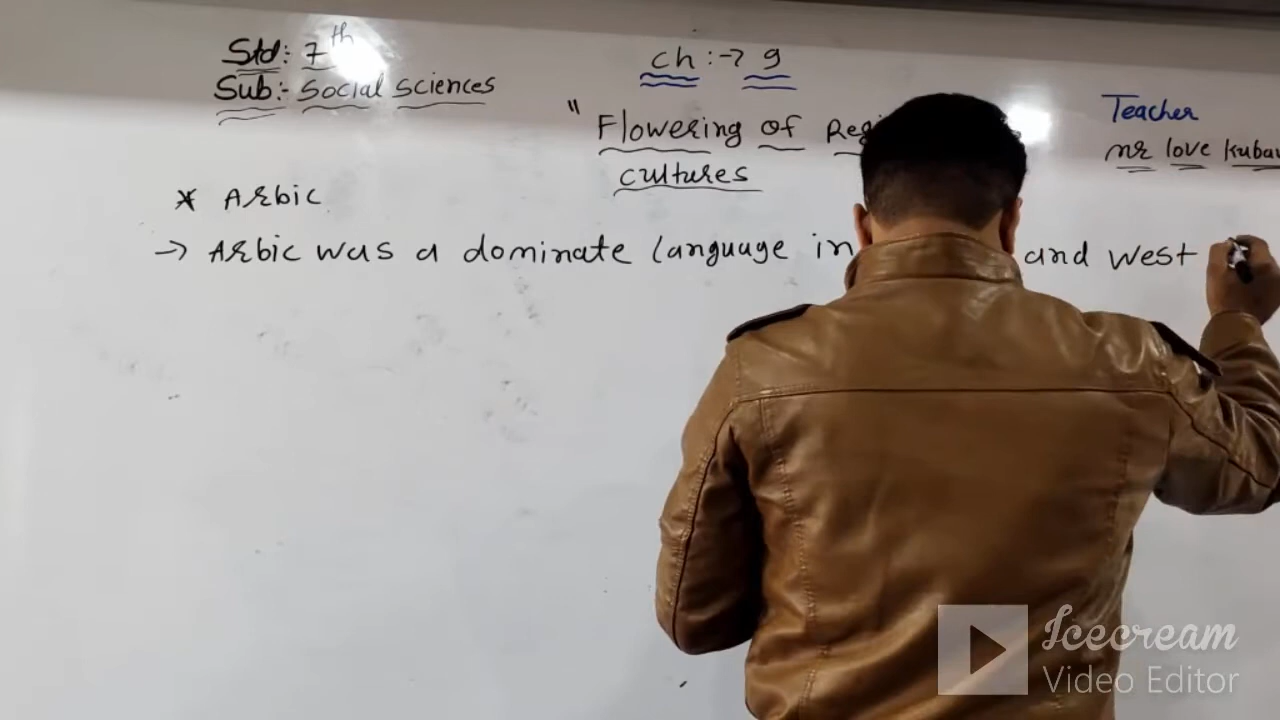 Std: 7th
Sub:- Social Sciences
ch :-> 9
" Flowering of Regi
cultures
Teacher
mr love Kubav
* Arbic
-> Arbic was a dominate language in and west
Icecream
Video Editor